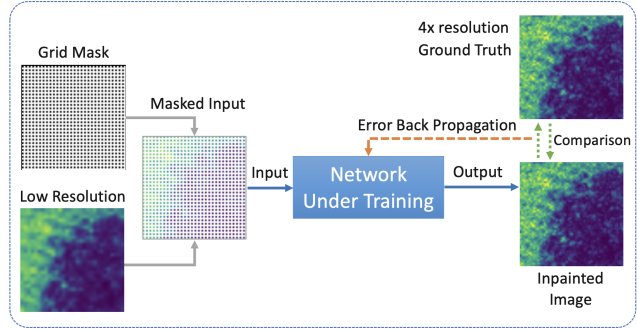 Grid Mask
Masked Input
Low Resolution
Input
Network
Under Training
Error Back Propagation
Output
4x resolution
Ground Truth
Comparison
Inpainted
Image